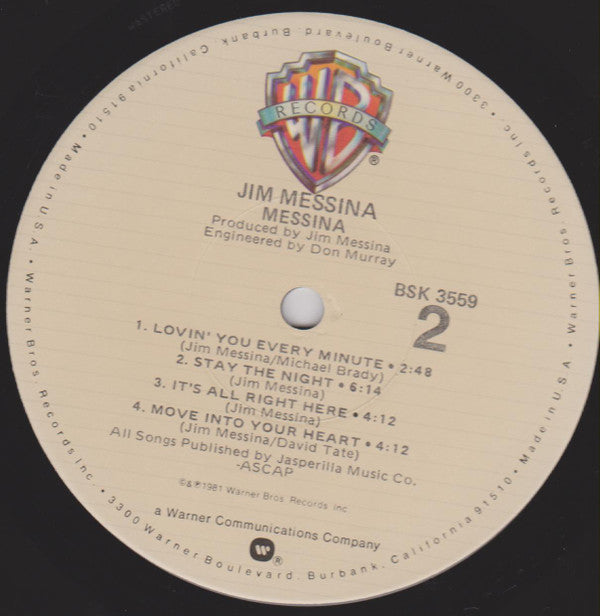 RECORDS
W B
®
JIM MESSINA
MESSINA
Produced by Jim Messina
Engineered by Don Murray
BSK 3559
2
1. LOVIN' YOU EVERY MINUTE • 2:48
(Jim Messina/Michael Brady)
2. STAY THE NIGHT • 6:14
(Jim Messina)
3. IT'S ALL RIGHT HERE • 4:12
(Jim Messina)
4. MOVE INTO YOUR HEART • 4:12
(Jim Messina/David Tate)
All Songs Published by Jasperilla Music Co.
-ASCAP
©&℗1981 Warner Bros. Records Inc.
a Warner Communications Company
®
• 3300 Warner Boulevard, Burbank, California 91510 • Made in U.S.A. • Warner Bros. Records Inc. • 3300 Warner Boulevard, Burbank, California 91510 • Made in U.S.A. • Warner Bros. Records Inc.